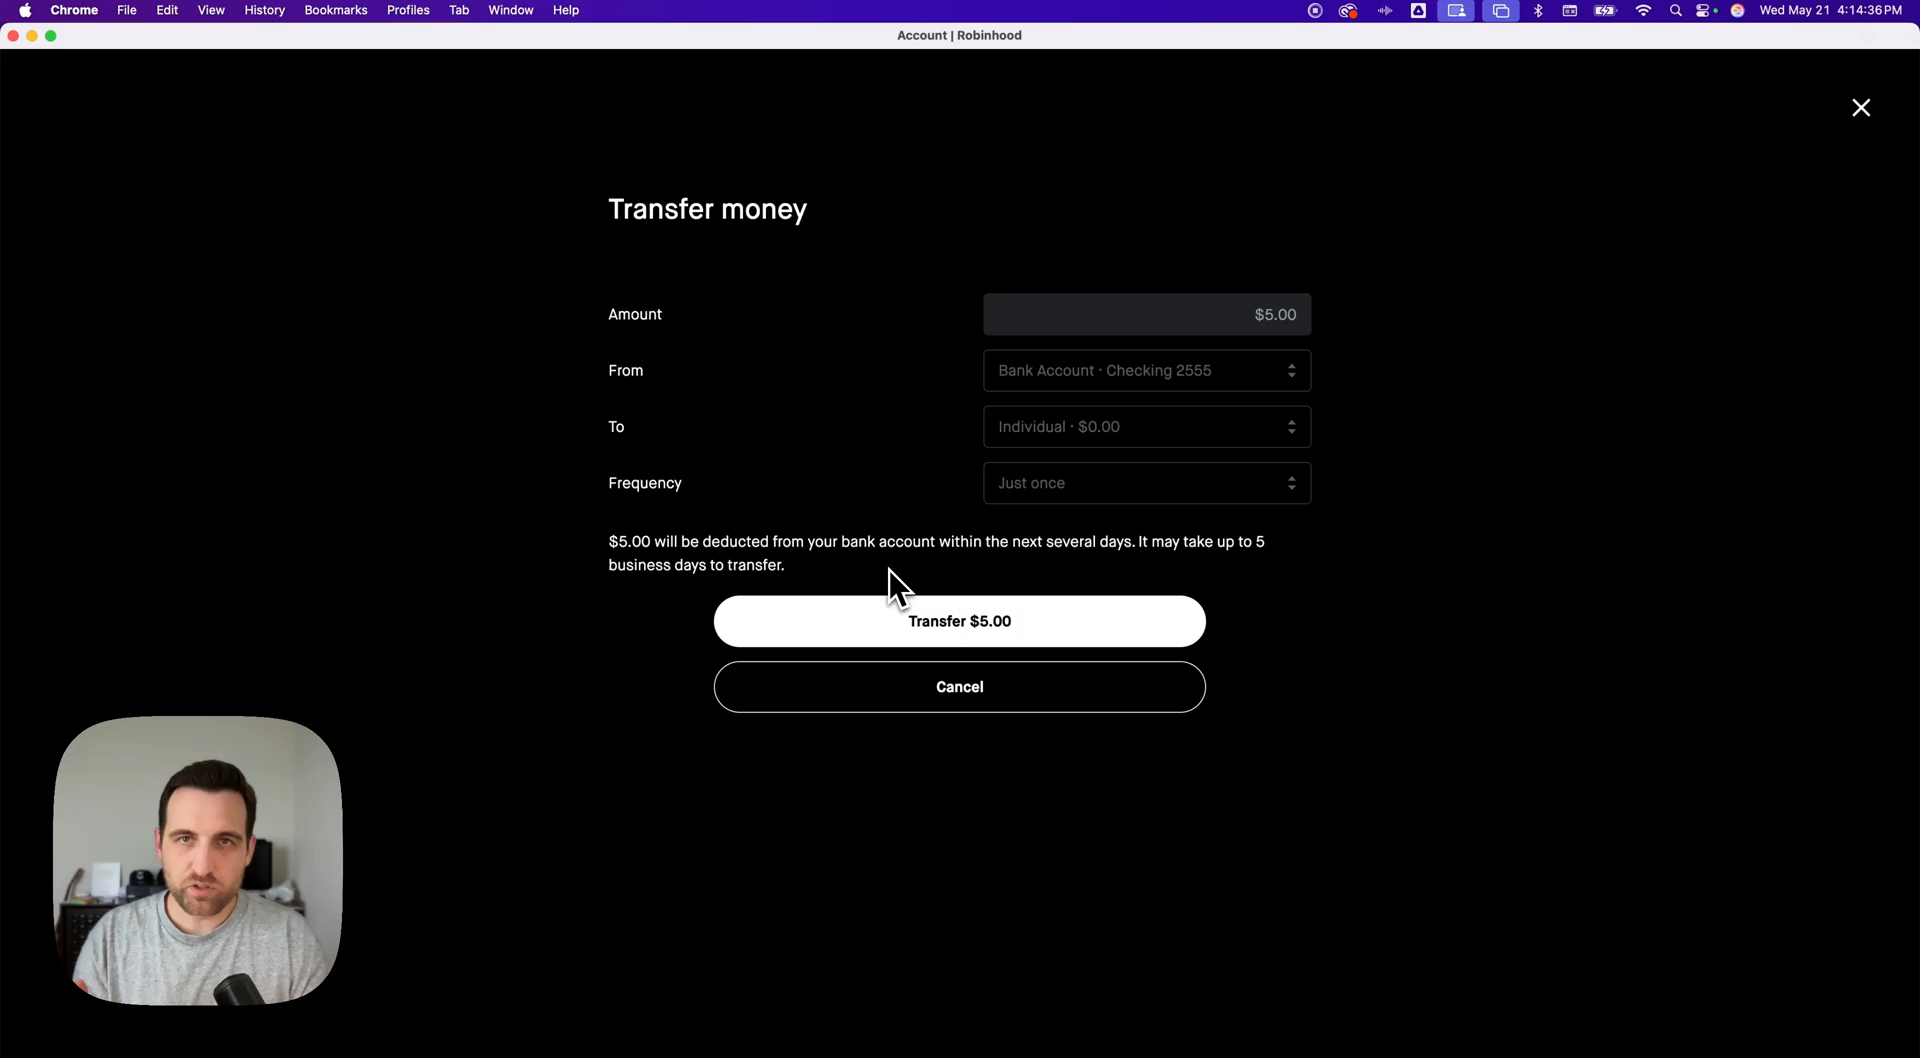 Chrome File Edit View History Bookmarks Profiles Tab Window Help Wed May 21 4:14:36 PM
Account | Robinhood
Transfer money
Amount $5.00
From Bank Account · Checking 2555
To Individual · $0.00
Frequency Just once
$5.00 will be deducted from your bank account within the next several days. It may take up to 5
business days to transfer.
Transfer $5.00
Cancel